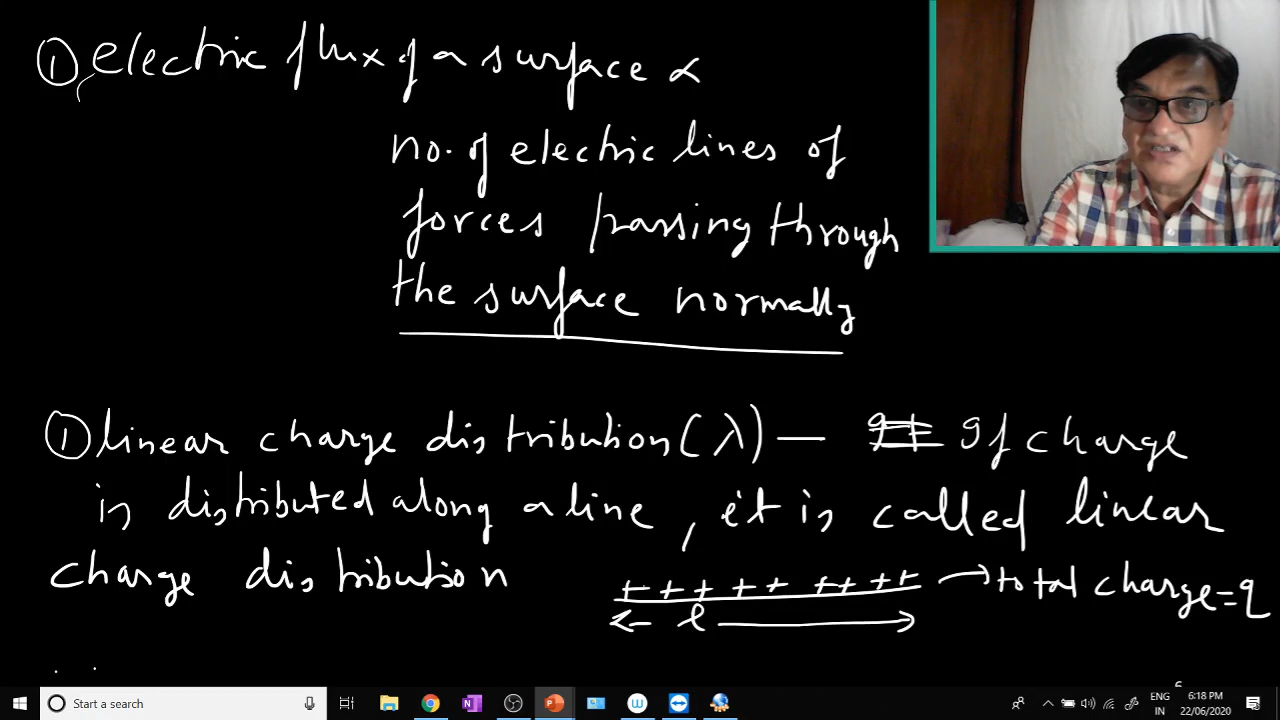 ① electric flux of a surface ∝
no. of electric lines of
forces passing through
the surface normally
① linear charge distribution (λ) — If charge
is distributed along a line, it is called linear
charge distribution
+ + + + + + + + + → total charge = q
l
6
Start a search
ENG
IN
6:18 PM
22/06/2020